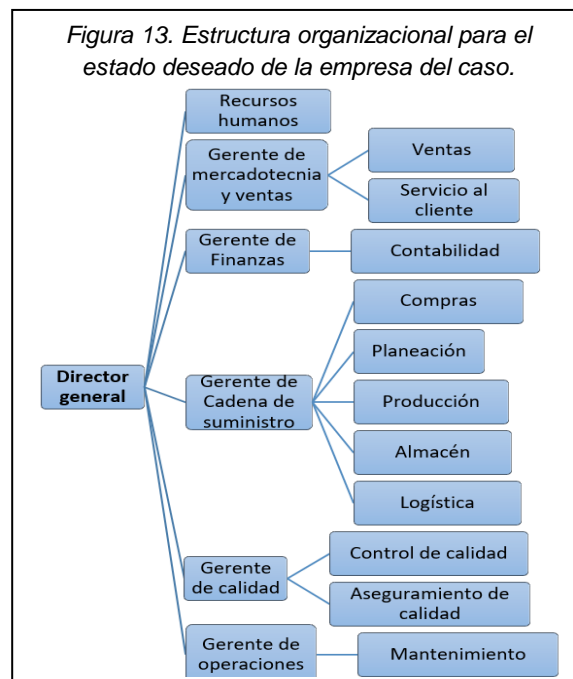 Figura 13. Estructura organizacional para el
estado deseado de la empresa del caso.
Recursos
humanos
Gerente de
mercadotecnia
y ventas
Ventas
Servicio al
cliente
Gerente de
Finanzas
Contabilidad
Director
general
Gerente de
Cadena de
suministro
Compras
Planeación
Producción
Almacén
Logística
Gerente
de calidad
Control de calidad
Aseguramiento de
calidad
Gerente de
operaciones
Mantenimiento